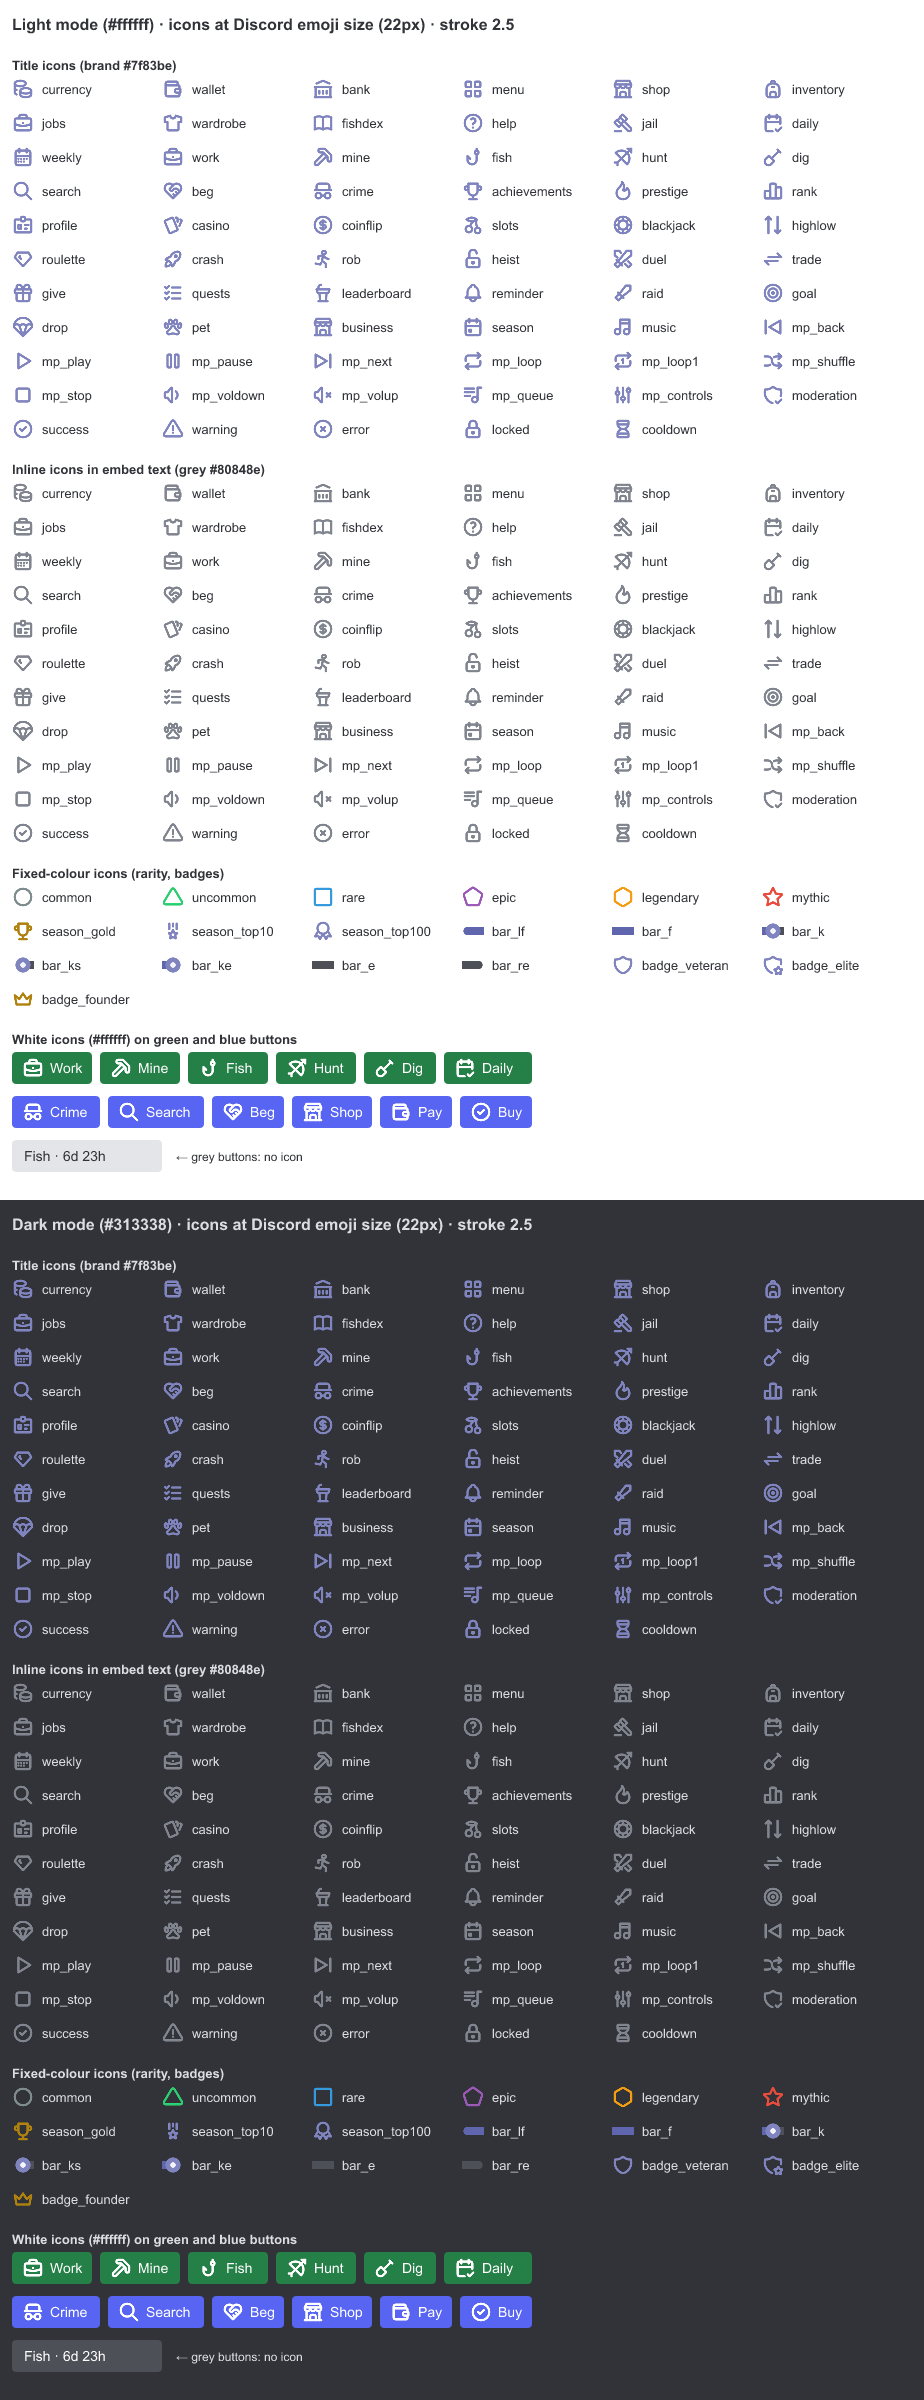 Light mode (#ffffff) · icons at Discord emoji size (22px) · stroke 2.5
Title icons (brand #7f83be)
currency wallet bank menu shop inventory
jobs wardrobe fishdex help jail daily
weekly work mine fish hunt dig
search beg crime achievements prestige rank
profile casino coinflip slots blackjack highlow
roulette crash rob heist duel trade
give quests leaderboard reminder raid goal
drop pet business season music mp_back
mp_play mp_pause mp_next mp_loop mp_loop1 mp_shuffle
mp_stop mp_voldown mp_volup mp_queue mp_controls moderation
success warning error locked cooldown
Inline icons in embed text (grey #80848e)
currency wallet bank menu shop inventory
jobs wardrobe fishdex help jail daily
weekly work mine fish hunt dig
search beg crime achievements prestige rank
profile casino coinflip slots blackjack highlow
roulette crash rob heist duel trade
give quests leaderboard reminder raid goal
drop pet business season music mp_back
mp_play mp_pause mp_next mp_loop mp_loop1 mp_shuffle
mp_stop mp_voldown mp_volup mp_queue mp_controls moderation
success warning error locked cooldown
Fixed-colour icons (rarity, badges)
common uncommon rare epic legendary mythic
season_gold season_top10 season_top100 bar_lf bar_f bar_k
bar_ks bar_ke bar_e bar_re badge_veteran badge_elite
badge_founder
White icons (#ffffff) on green and blue buttons
Work Mine Fish Hunt Dig Daily
Crime Search Beg Shop Pay Buy
Fish · 6d 23h ← grey buttons: no icon
Dark mode (#313338) · icons at Discord emoji size (22px) · stroke 2.5
Title icons (brand #7f83be)
currency wallet bank menu shop inventory
jobs wardrobe fishdex help jail daily
weekly work mine fish hunt dig
search beg crime achievements prestige rank
profile casino coinflip slots blackjack highlow
roulette crash rob heist duel trade
give quests leaderboard reminder raid goal
drop pet business season music mp_back
mp_play mp_pause mp_next mp_loop mp_loop1 mp_shuffle
mp_stop mp_voldown mp_volup mp_queue mp_controls moderation
success warning error locked cooldown
Inline icons in embed text (grey #80848e)
currency wallet bank menu shop inventory
jobs wardrobe fishdex help jail daily
weekly work mine fish hunt dig
search beg crime achievements prestige rank
profile casino coinflip slots blackjack highlow
roulette crash rob heist duel trade
give quests leaderboard reminder raid goal
drop pet business season music mp_back
mp_play mp_pause mp_next mp_loop mp_loop1 mp_shuffle
mp_stop mp_voldown mp_volup mp_queue mp_controls moderation
success warning error locked cooldown
Fixed-colour icons (rarity, badges)
common uncommon rare epic legendary mythic
season_gold season_top10 season_top100 bar_lf bar_f bar_k
bar_ks bar_ke bar_e bar_re badge_veteran badge_elite
badge_founder
White icons (#ffffff) on green and blue buttons
Work Mine Fish Hunt Dig Daily
Crime Search Beg Shop Pay Buy
Fish · 6d 23h ← grey buttons: no icon